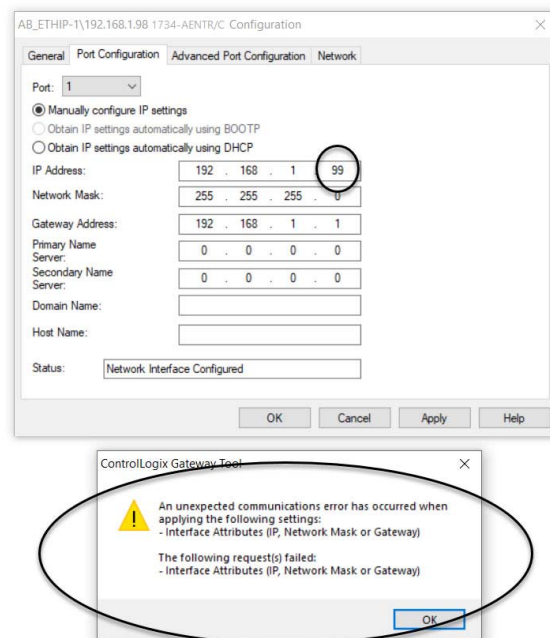 AB_ETHIP-1\192.168.1.98 1734-AENTR/C Configuration
General Port Configuration Advanced Port Configuration Network
Port: 1
Manually configure IP settings
Obtain IP settings automatically using BOOTP
Obtain IP settings automatically using DHCP
IP Address: 192 . 168 . 1 . 99
Network Mask: 255 . 255 . 255 . 0
Gateway Address: 192 . 168 . 1 . 1
Primary Name
Server: 0 . 0 . 0 . 0
Secondary Name
Server: 0 . 0 . 0 . 0
Domain Name:
Host Name:
Status: Network Interface Configured
OK Cancel Apply Help
ControlLogix Gateway Tool
An unexpected communications error has occurred when
applying the following settings:
- Interface Attributes (IP, Network Mask or Gateway)
The following request(s) failed:
- Interface Attributes (IP, Network Mask or Gateway)
OK